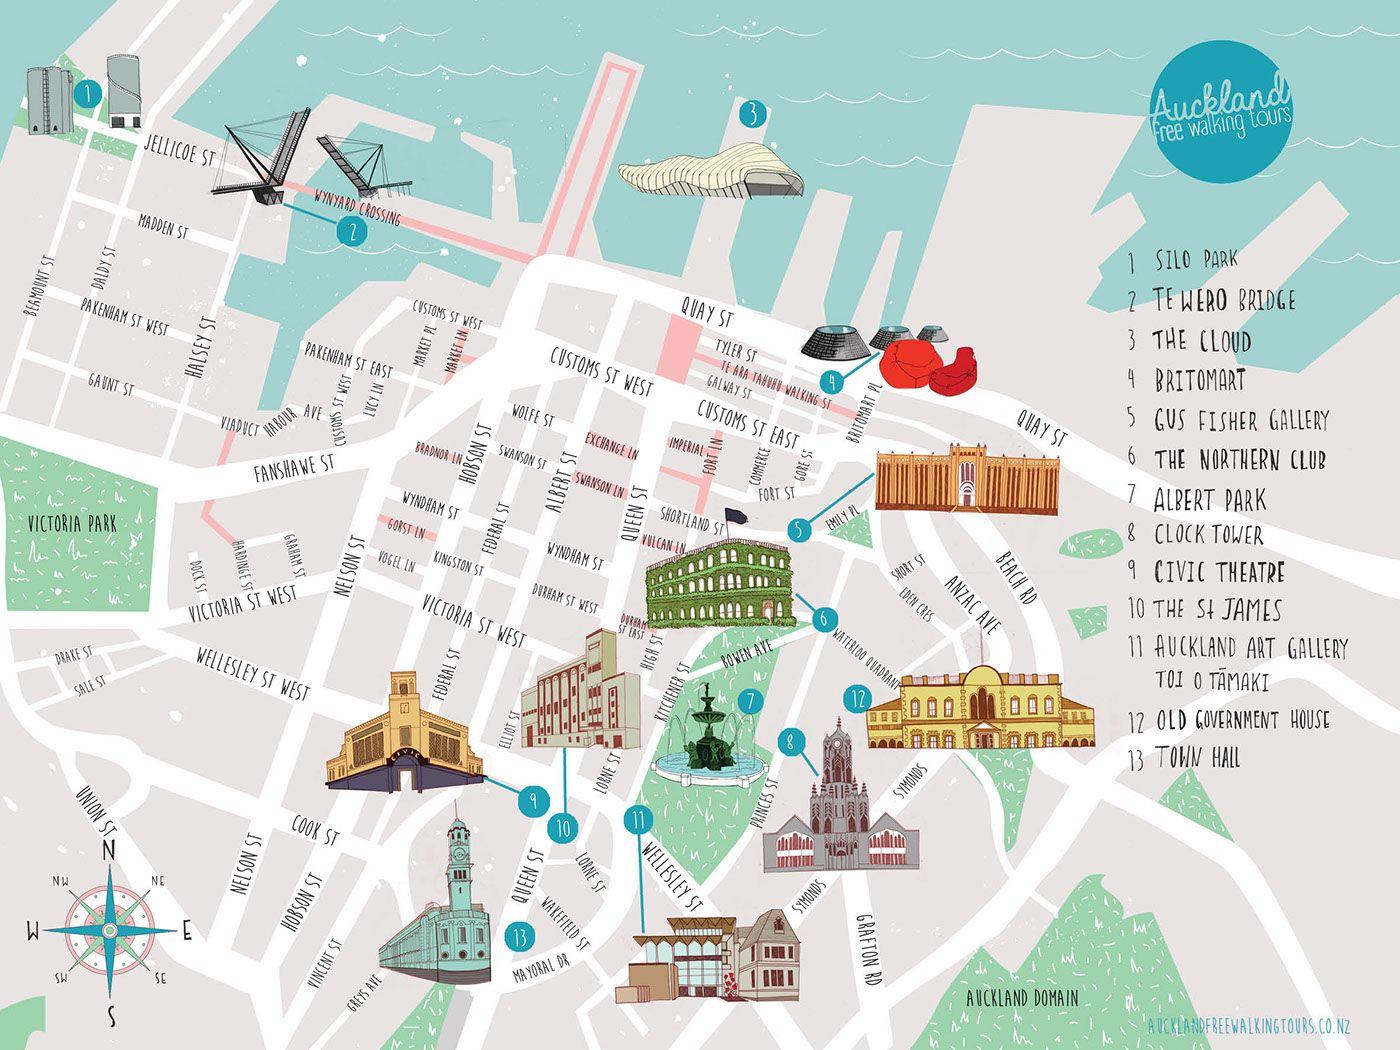 Auckland
free walking tours
1 SILO PARK
2 TE WERO BRIDGE
3 THE CLOUD
4 BRITOMART
5 GUS FISHER GALLERY
6 THE NORTHERN CLUB
7 ALBERT PARK
8 CLOCK TOWER
9 CIVIC THEATRE
10 THE St JAMES
11 AUCKLAND ART GALLERY
TOI O TĀMAKI
12 OLD GOVERNMENT HOUSE
13 TOWN HALL
1
2
3
JELLICOE ST
WYNYARD CROSSING
MADDEN ST
DALDY ST
BEAUMOUNT ST
PAKENHAM ST WEST
HALSEY ST
GAUNT ST
CUSTOMS ST WEST
MARKET PL
MARKET LN
PAKENHAM ST EAST
CUSTOMS ST WEST
LUCY LN
VIADUCT HARBOUR AVE
FANSHAWE ST
QUAY ST
TYLER ST
TE ARA TAHUHU WALKING ST
GALWAY ST
CUSTOMS ST WEST
CUSTOMS ST EAST
4
BRITOMART PL
QUAY ST
WOLFE ST
HOBSON ST
BRADNOR LN
SWANSON ST
ALBERT ST
EXCHANGE LN
SWANSON LN
IMPERIAL
FORT LN
COMMERCE
GORE ST
FORT ST
QUEEN ST
SHORTLAND ST
EMILY PL
5
VULCAN LN
VICTORIA PARK
WYNDHAM ST
GORST LN
FEDERAL ST
VOGEL LN
KINGSTON ST
WYNDHAM ST
NELSON ST
HARDINGE ST
GRAHAM ST
DOCK ST
VICTORIA ST WEST
VICTORIA ST WEST
DURHAM ST WEST
DURHAM ST EAST
HIGH ST
6
SHORT ST
EDEN CRES
BEACH RD
ANZAC AVE
BOWEN AVE
WATERLOO QUADRANT
DRAKE ST
SALE ST
WELLESLEY ST WEST
FEDERAL ST
ELLIOTT ST
KITCHENER ST
7
8
12
CIVIC
LORNE ST
PRINCES ST
SYMONDS
UNION ST
COOK ST
9
10
11
NELSON ST
HOBSON ST
QUEEN ST
LORNE ST
WELLESLEY ST
WAKEFIELD ST
13
MAYORAL DR
VINCENT ST
GREYS AVE
SYMONDS
GRAFTON RD
AUCKLAND DOMAIN
N
NW
NE
W
E
SW
SE
S
AUCKLANDFREEWALKINGTOURS.CO.NZ